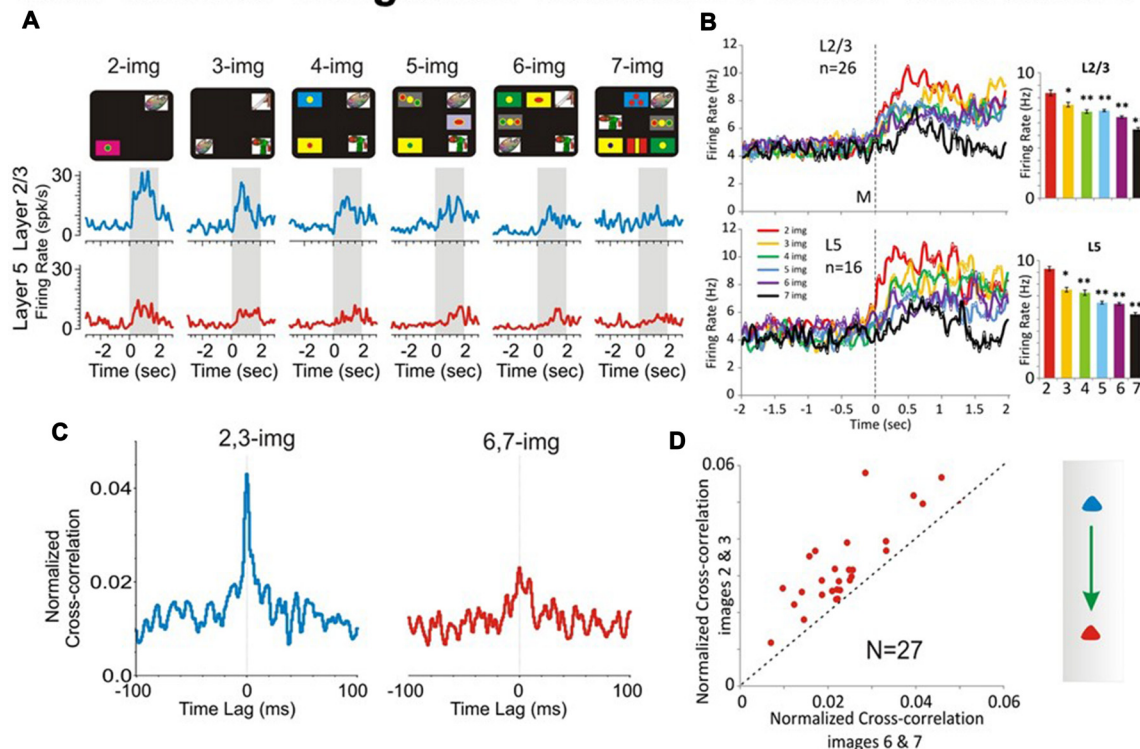 A
2-img 3-img 4-img 5-img 6-img 7-img
Layer 5 Layer 2/3
Firing Rate (spk/s)
30
0
30
0
-2 0 2 -2 0 2 -2 0 2 -2 0 2 -2 0 2 -2 0 2
Time (sec) Time (sec) Time (sec) Time (sec) Time (sec) Time (sec)
B
Firing Rate (Hz)
12
10
8
6
4
2
0
L2/3
n=26
M
L2/3
Firing Rate (Hz)
10
0
* ** ** ** *
Firing Rate (Hz)
12
10
8
6
4
2
0
2 img
3 img
4 img
5 img
6 img
7 img
L5
n=16
-2 -1.5 -1 -0.5 0 0.5 1 1.5 2
Time (sec)
L5
Firing Rate (Hz)
10
0
* ** ** ** **
2 3 4 5 6 7
C
2,3-img 6,7-img
Normalized
Cross-correlation
0.04
0.02
0.0
-100 0 100 -100 0 100
Time Lag (ms) Time Lag (ms)
D
Normalized Cross-correlation
images 2 & 3
0.06
0
N=27
0 0.02 0.04 0.06
Normalized Cross-correlation
images 6 & 7